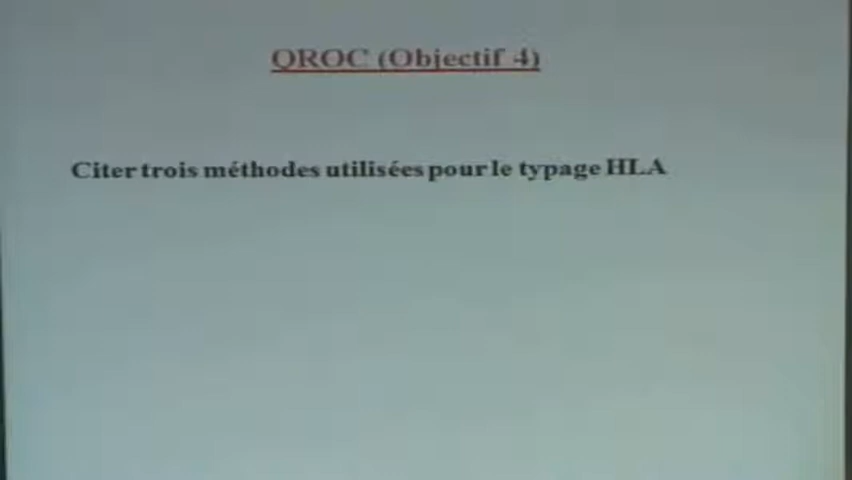 QROC (Objectif 4)
Citer trois méthodes utilisées pour le typage HLA